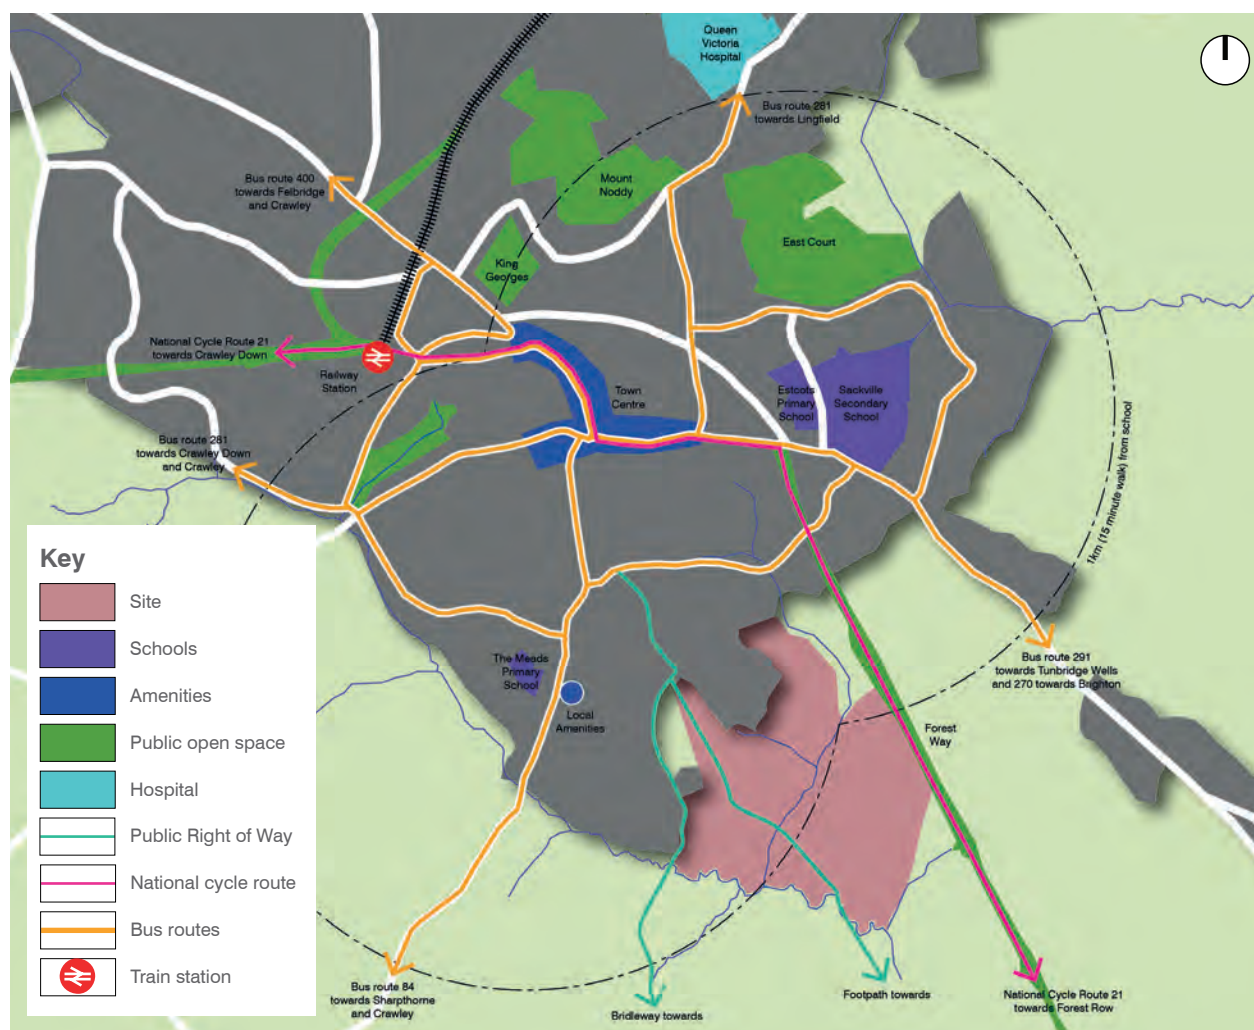 Queen
Victoria
Hospital
Bus route 281
towards Lingfield
Bus route 400
towards Felbridge
and Crawley
Mount
Noddy
East Court
King
Georges
National Cycle Route 21
towards Crawley Down
Railway
Station
Town
Centre
Estcots
Primary
School
Sackville
Secondary
School
Bus route 281
towards Crawley Down
and Crawley
1km (15 minute walk) from school
The Meads
Primary
School
Local
Amenities
Bus route 291
towards Tunbridge Wells
and 270 towards Brighton
Forest
Way
Key
Site
Schools
Amenities
Public open space
Hospital
Public Right of Way
National cycle route
Bus routes
Train station
Bus route 84
towards Sharpthorne
and Crawley
Bridleway towards
Footpath towards
National Cycle Route 21
towards Forest Row